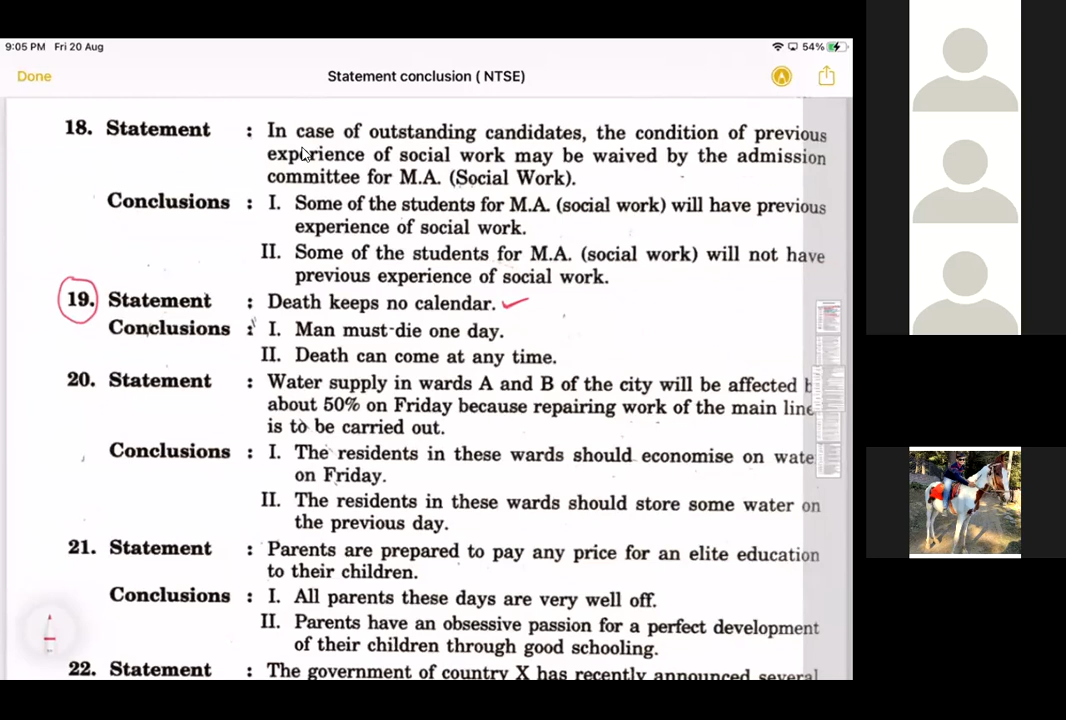 9:05 PM Fri 20 Aug
54%
Done
Statement conclusion ( NTSE)
18. Statement : In case of outstanding candidates, the condition of previous
experience of social work may be waived by the admission
committee for M.A. (Social Work).
Conclusions : I. Some of the students for M.A. (social work) will have previous
experience of social work.
II. Some of the students for M.A. (social work) will not have
previous experience of social work.
19. Statement : Death keeps no calendar.
Conclusions : I. Man must die one day.
II. Death can come at any time.
20. Statement : Water supply in wards A and B of the city will be affected
about 50% on Friday because repairing work of the main line
is to be carried out.
Conclusions : I. The residents in these wards should economise on wate
on Friday.
II. The residents in these wards should store some water on
the previous day.
21. Statement : Parents are prepared to pay any price for an elite education
to their children.
Conclusions : I. All parents these days are very well off.
II. Parents have an obsessive passion for a perfect development
of their children through good schooling.
22. Statement : The government of country X has recently announced several